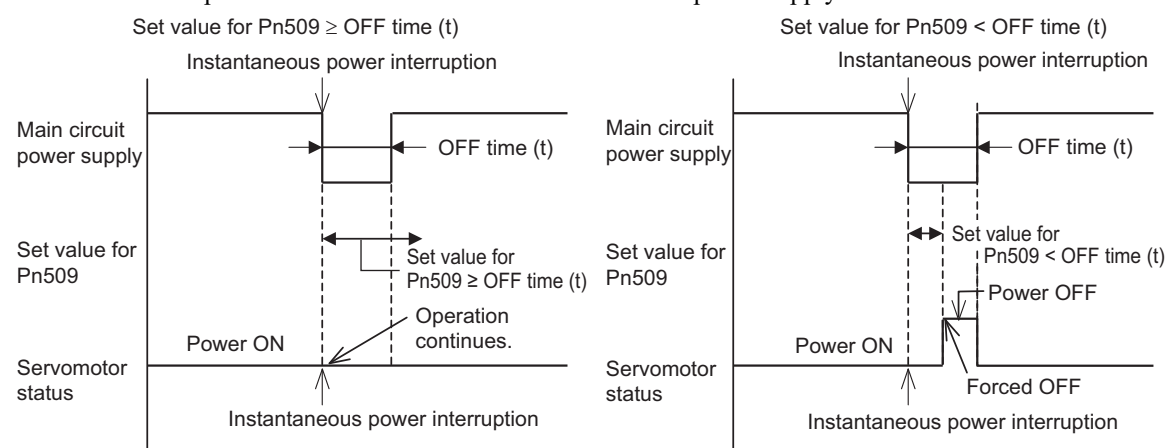 Set value for Pn509 ≥ OFF time (t)
Instantaneous power interruption
Main circuit
power supply
OFF time (t)
Set value for
Pn509
Set value for
Pn509 ≥ OFF time (t)
Operation
continues.
Power ON
Servomotor
status
Instantaneous power interruption
Set value for Pn509 < OFF time (t)
Instantaneous power interruption
Main circuit
power supply
OFF time (t)
Set value for
Pn509
Set value for
Pn509 < OFF time (t)
Power OFF
Power ON
Servomotor
status
Forced OFF
Instantaneous power interruption